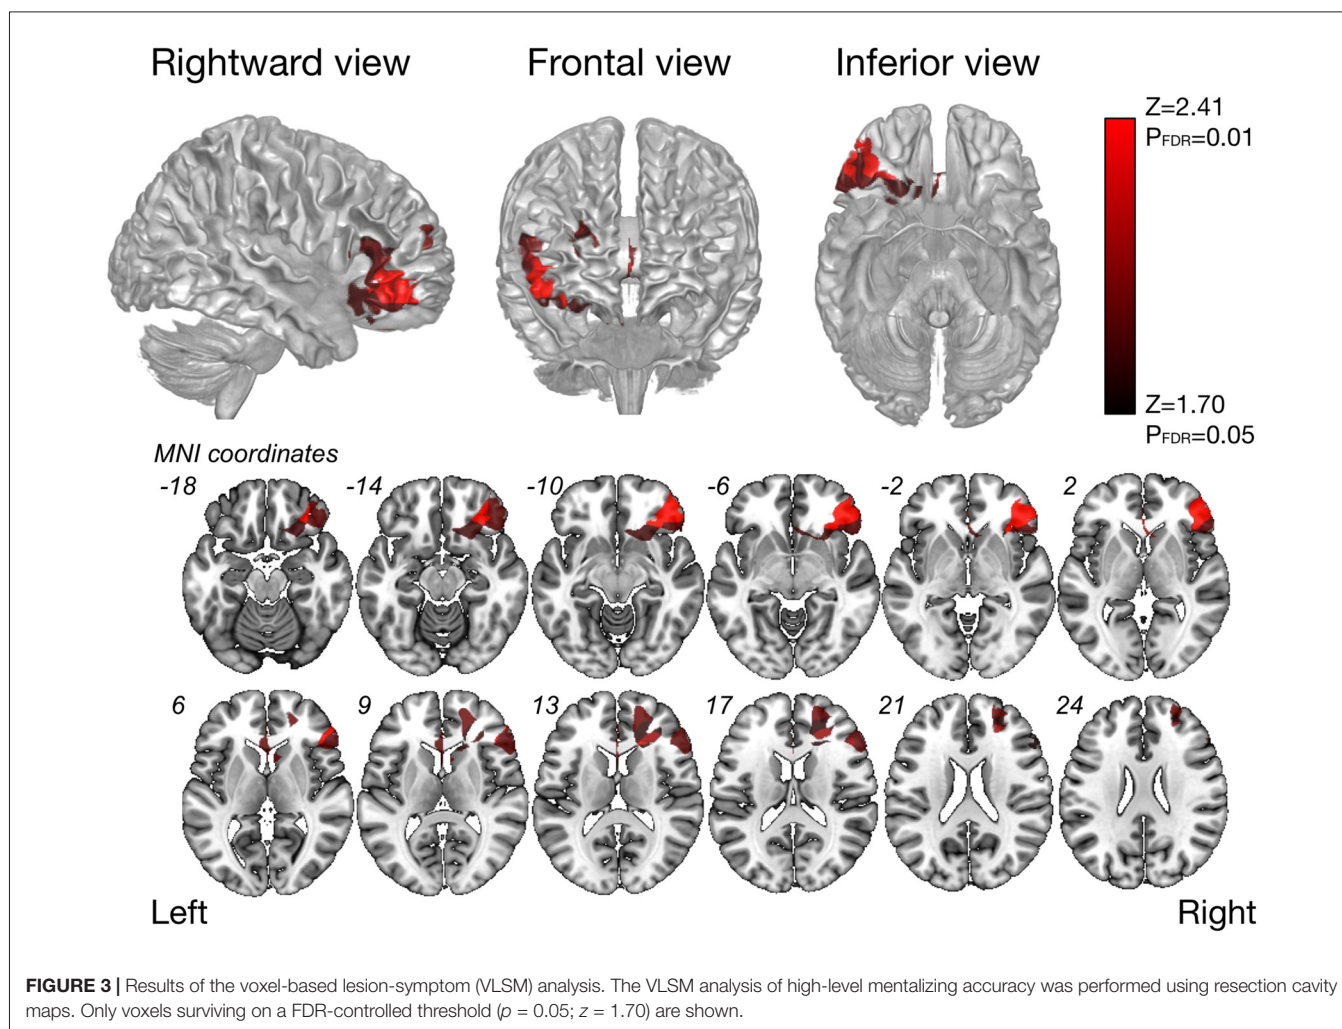 Rightward view
Frontal view
Inferior view
Z=2.41
PFDR=0.01
Z=1.70
PFDR=0.05
MNI coordinates
-18
-14
-10
-6
-2
2
6
9
13
17
21
24
Left
Right
FIGURE 3 | Results of the voxel-based lesion-symptom (VLSM) analysis. The VLSM analysis of high-level mentalizing accuracy was performed using resection cavity
maps. Only voxels surviving on a FDR-controlled threshold (p = 0.05; z = 1.70) are shown.